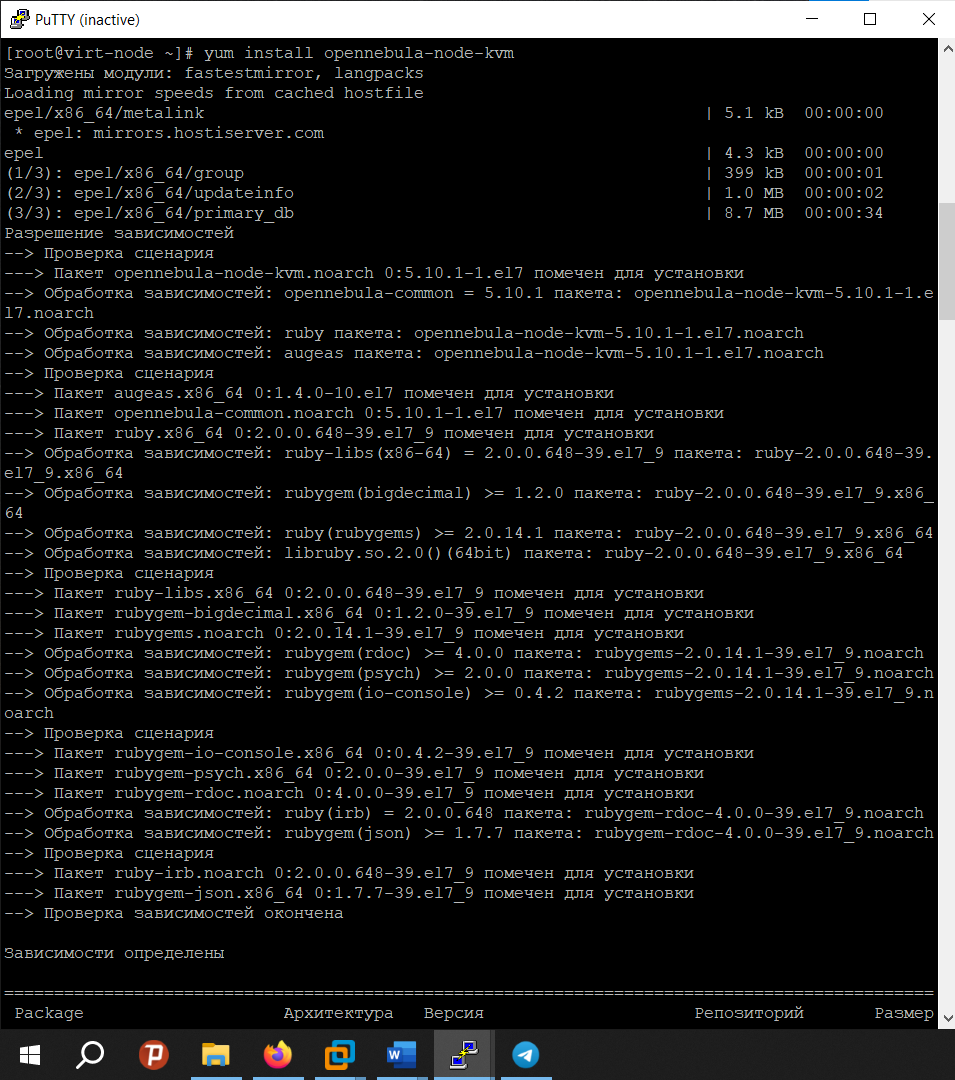 PuTTY (inactive)
[root@virt-node ~]# yum install opennebula-node-kvm
Загружены модули: fastestmirror, langpacks
Loading mirror speeds from cached hostfile
epel/x86_64/metalink | 5.1 kB 00:00:00
* epel: mirrors.hostiserver.com
epel | 4.3 kB 00:00:00
(1/3): epel/x86_64/group | 399 kB 00:00:01
(2/3): epel/x86_64/updateinfo | 1.0 MB 00:00:02
(3/3): epel/x86_64/primary_db | 8.7 MB 00:00:34
Разрешение зависимостей
--> Проверка сценария
---> Пакет opennebula-node-kvm.noarch 0:5.10.1-1.el7 помечен для установки
--> Обработка зависимостей: opennebula-common = 5.10.1 пакета: opennebula-node-kvm-5.10.1-1.e
l7.noarch
--> Обработка зависимостей: ruby пакета: opennebula-node-kvm-5.10.1-1.el7.noarch
--> Обработка зависимостей: augeas пакета: opennebula-node-kvm-5.10.1-1.el7.noarch
--> Проверка сценария
---> Пакет augeas.x86_64 0:1.4.0-10.el7 помечен для установки
---> Пакет opennebula-common.noarch 0:5.10.1-1.el7 помечен для установки
---> Пакет ruby.x86_64 0:2.0.0.648-39.el7_9 помечен для установки
--> Обработка зависимостей: ruby-libs(x86-64) = 2.0.0.648-39.el7_9 пакета: ruby-2.0.0.648-39.
el7_9.x86_64
--> Обработка зависимостей: rubygem(bigdecimal) >= 1.2.0 пакета: ruby-2.0.0.648-39.el7_9.x86_
64
--> Обработка зависимостей: ruby(rubygems) >= 2.0.14.1 пакета: ruby-2.0.0.648-39.el7_9.x86_64
--> Обработка зависимостей: libruby.so.2.0()(64bit) пакета: ruby-2.0.0.648-39.el7_9.x86_64
--> Проверка сценария
---> Пакет ruby-libs.x86_64 0:2.0.0.648-39.el7_9 помечен для установки
---> Пакет rubygem-bigdecimal.x86_64 0:1.2.0-39.el7_9 помечен для установки
---> Пакет rubygems.noarch 0:2.0.14.1-39.el7_9 помечен для установки
--> Обработка зависимостей: rubygem(rdoc) >= 4.0.0 пакета: rubygems-2.0.14.1-39.el7_9.noarch
--> Обработка зависимостей: rubygem(psych) >= 2.0.0 пакета: rubygems-2.0.14.1-39.el7_9.noarch
--> Обработка зависимостей: rubygem(io-console) >= 0.4.2 пакета: rubygems-2.0.14.1-39.el7_9.n
oarch
--> Проверка сценария
---> Пакет rubygem-io-console.x86_64 0:0.4.2-39.el7_9 помечен для установки
---> Пакет rubygem-psych.x86_64 0:2.0.0-39.el7_9 помечен для установки
---> Пакет rubygem-rdoc.noarch 0:4.0.0-39.el7_9 помечен для установки
--> Обработка зависимостей: ruby(irb) = 2.0.0.648 пакета: rubygem-rdoc-4.0.0-39.el7_9.noarch
--> Обработка зависимостей: rubygem(json) >= 1.7.7 пакета: rubygem-rdoc-4.0.0-39.el7_9.noarch
--> Проверка сценария
---> Пакет ruby-irb.noarch 0:2.0.0.648-39.el7_9 помечен для установки
---> Пакет rubygem-json.x86_64 0:1.7.7-39.el7_9 помечен для установки
--> Проверка зависимостей окончена
Зависимости определены
=============================================================================================
Package Архитектура Версия Репозиторий Размер